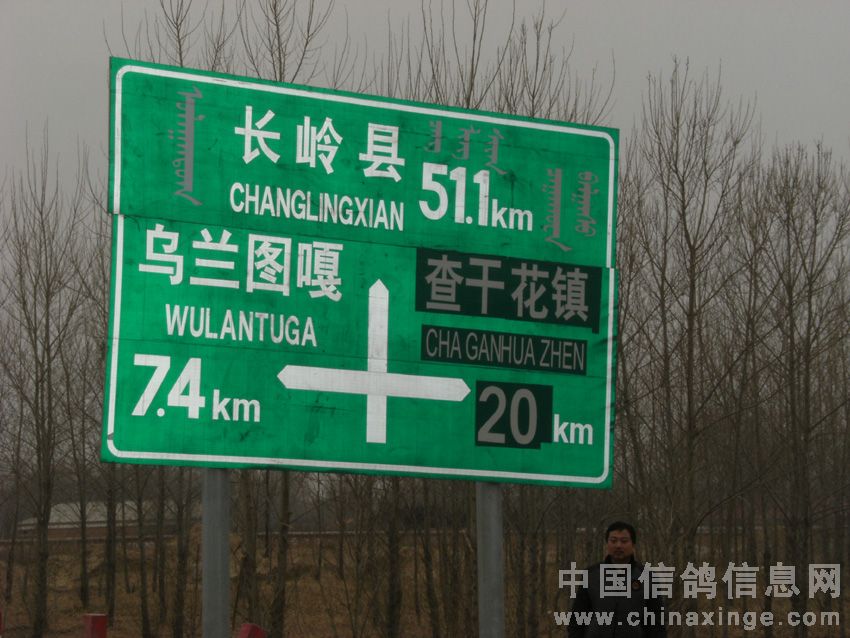 长岭县
CHANGLINGXIAN
51.1km
乌兰图嘎
WULANTUGA
7.4 km
查干花镇
CHA GANHUA ZHEN
20 km
中国信鸽信息网
www.chinaxinge.com